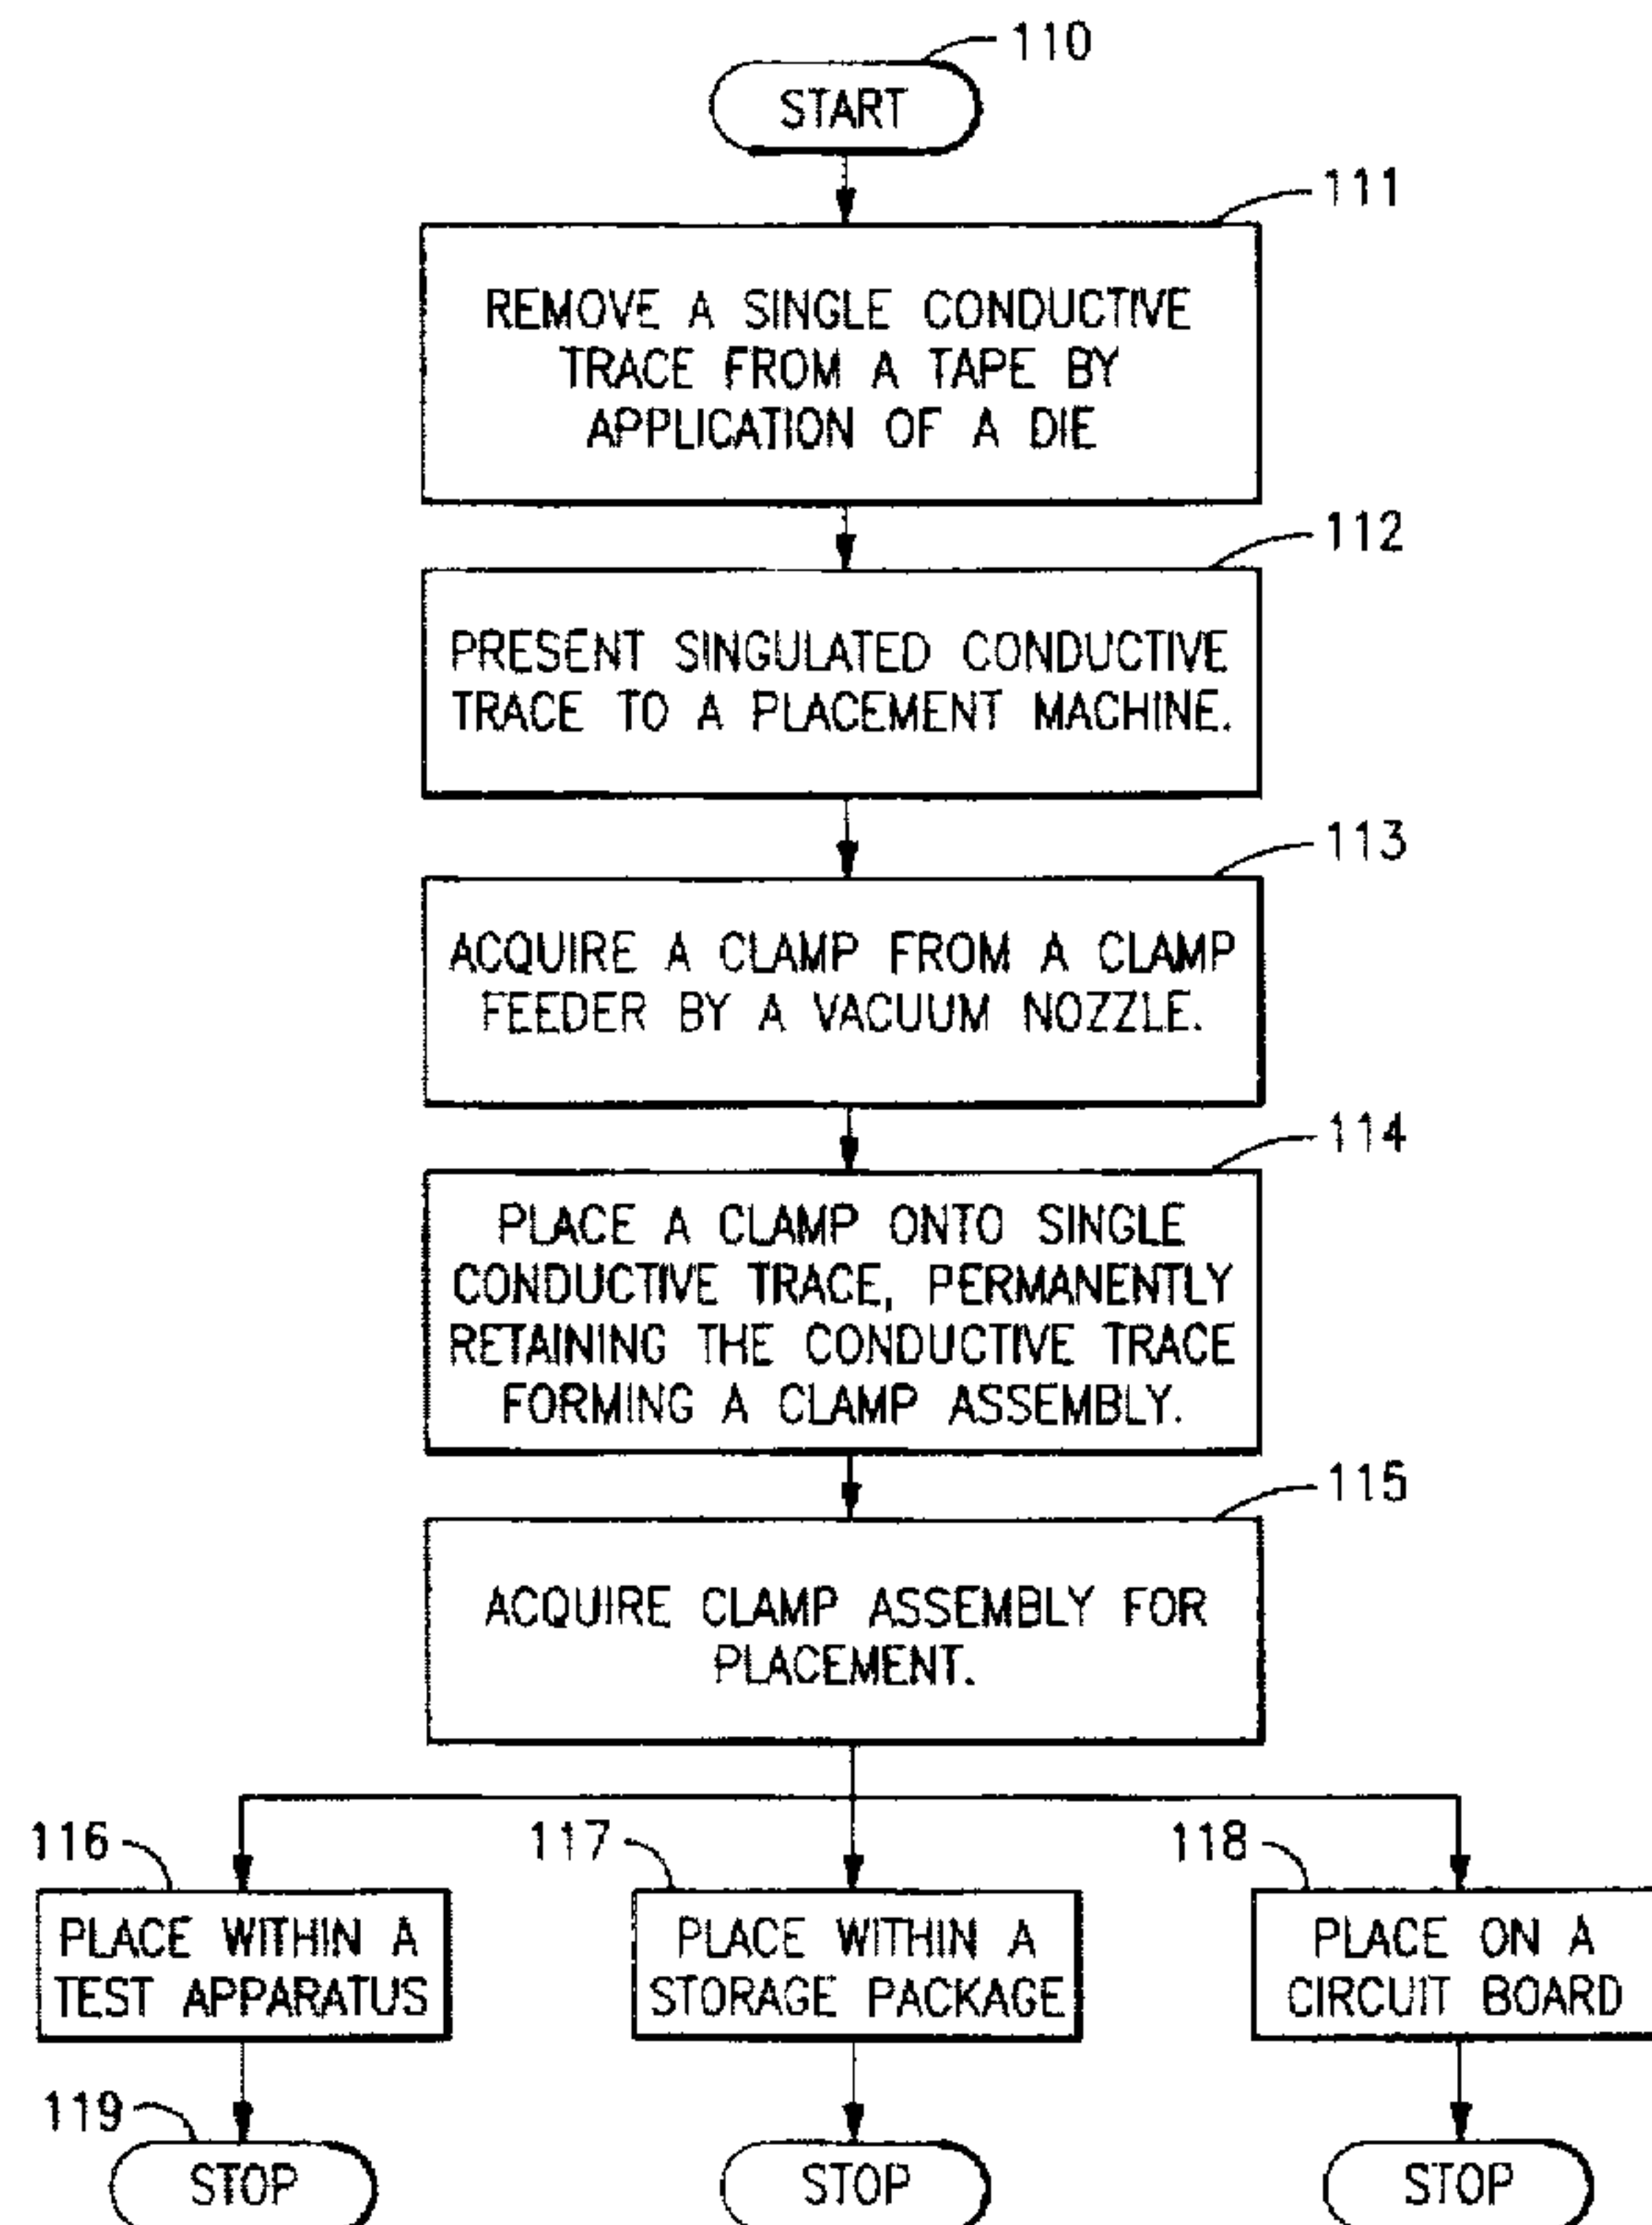 110
START
111
REMOVE A SINGLE CONDUCTIVE
TRACE FROM A TAPE BY
APPLICATION OF A DIE
112
PRESENT SINGULATED CONDUCTIVE
TRACE TO A PLACEMENT MACHINE.
113
ACQUIRE A CLAMP FROM A CLAMP
FEEDER BY A VACUUM NOZZLE.
114
PLACE A CLAMP ONTO SINGLE
CONDUCTIVE TRACE, PERMANENTLY
RETAINING THE CONDUCTIVE TRACE
FORMING A CLAMP ASSEMBLY.
115
ACQUIRE CLAMP ASSEMBLY FOR
PLACEMENT.
116
PLACE WITHIN A
TEST APPARATUS
117
PLACE WITHIN A
STORAGE PACKAGE
118
PLACE ON A
CIRCUIT BOARD
119
STOP
STOP
STOP